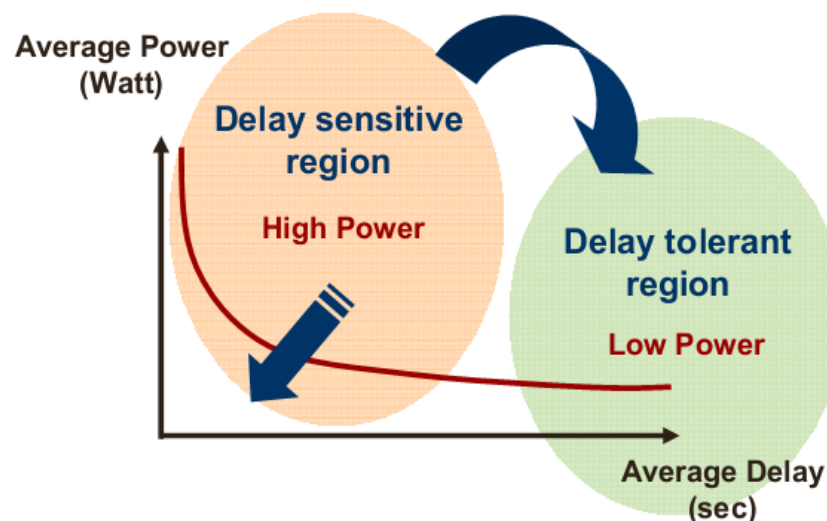 Average Power
(Watt)
Delay sensitive
region
High Power
Delay tolerant
region
Low Power
Average Delay
(sec)